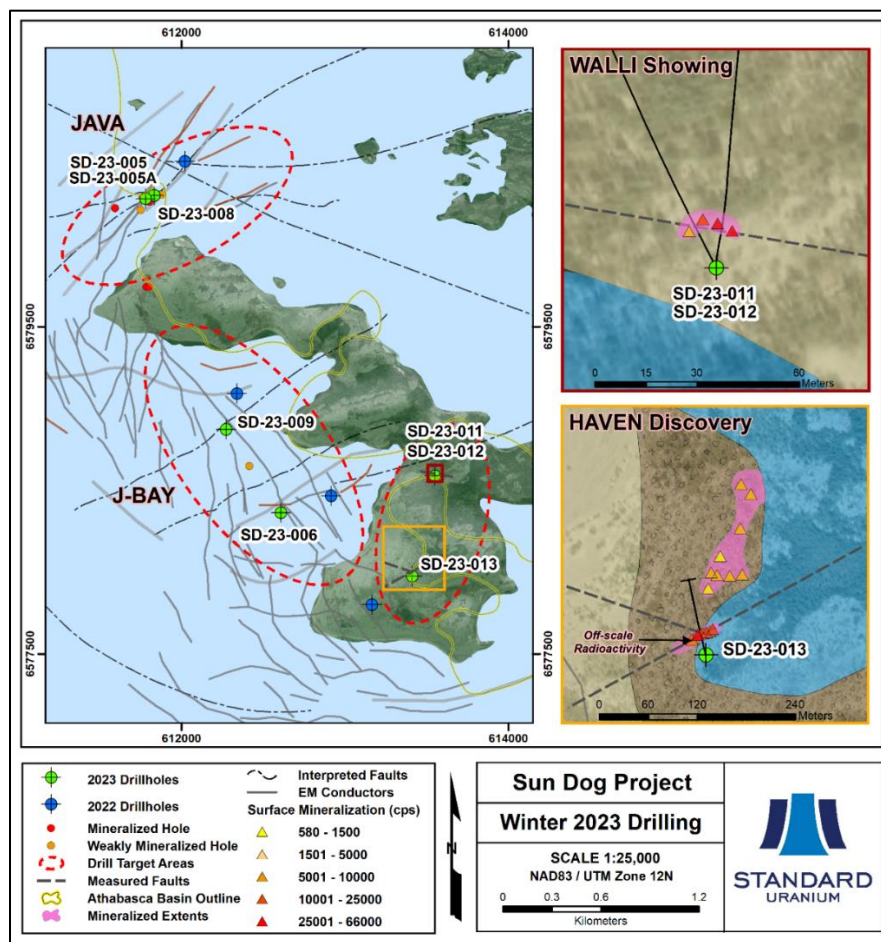 612000
614000
JAVA
SD-23-005
SD-23-005A
SD-23-008
6579500
6579500
SD-23-009
SD-23-011
SD-23-012
J-BAY
SD-23-006
SD-23-013
6577500
6577500
612000
614000
WALLI Showing
SD-23-011
SD-23-012
0 15 30 60
Meters
HAVEN Discovery
Off-scale
Radioactivity
SD-23-013
0 60 120 240
Meters
2023 Drillholes
2022 Drillholes
Mineralized Hole
Weakly Mineralized Hole
Drill Target Areas
Measured Faults
Athabasca Basin Outline
Mineralized Extents
Interpreted Faults
EM Conductors
Surface Mineralization (cps)
580 - 1500
1501 - 5000
5001 - 10000
10001 - 25000
25001 - 66000
N
Sun Dog Project
Winter 2023 Drilling
SCALE 1:25,000
NAD83 / UTM Zone 12N
0 0.3 0.6 1.2
Kilometers
STANDARD
URANIUM